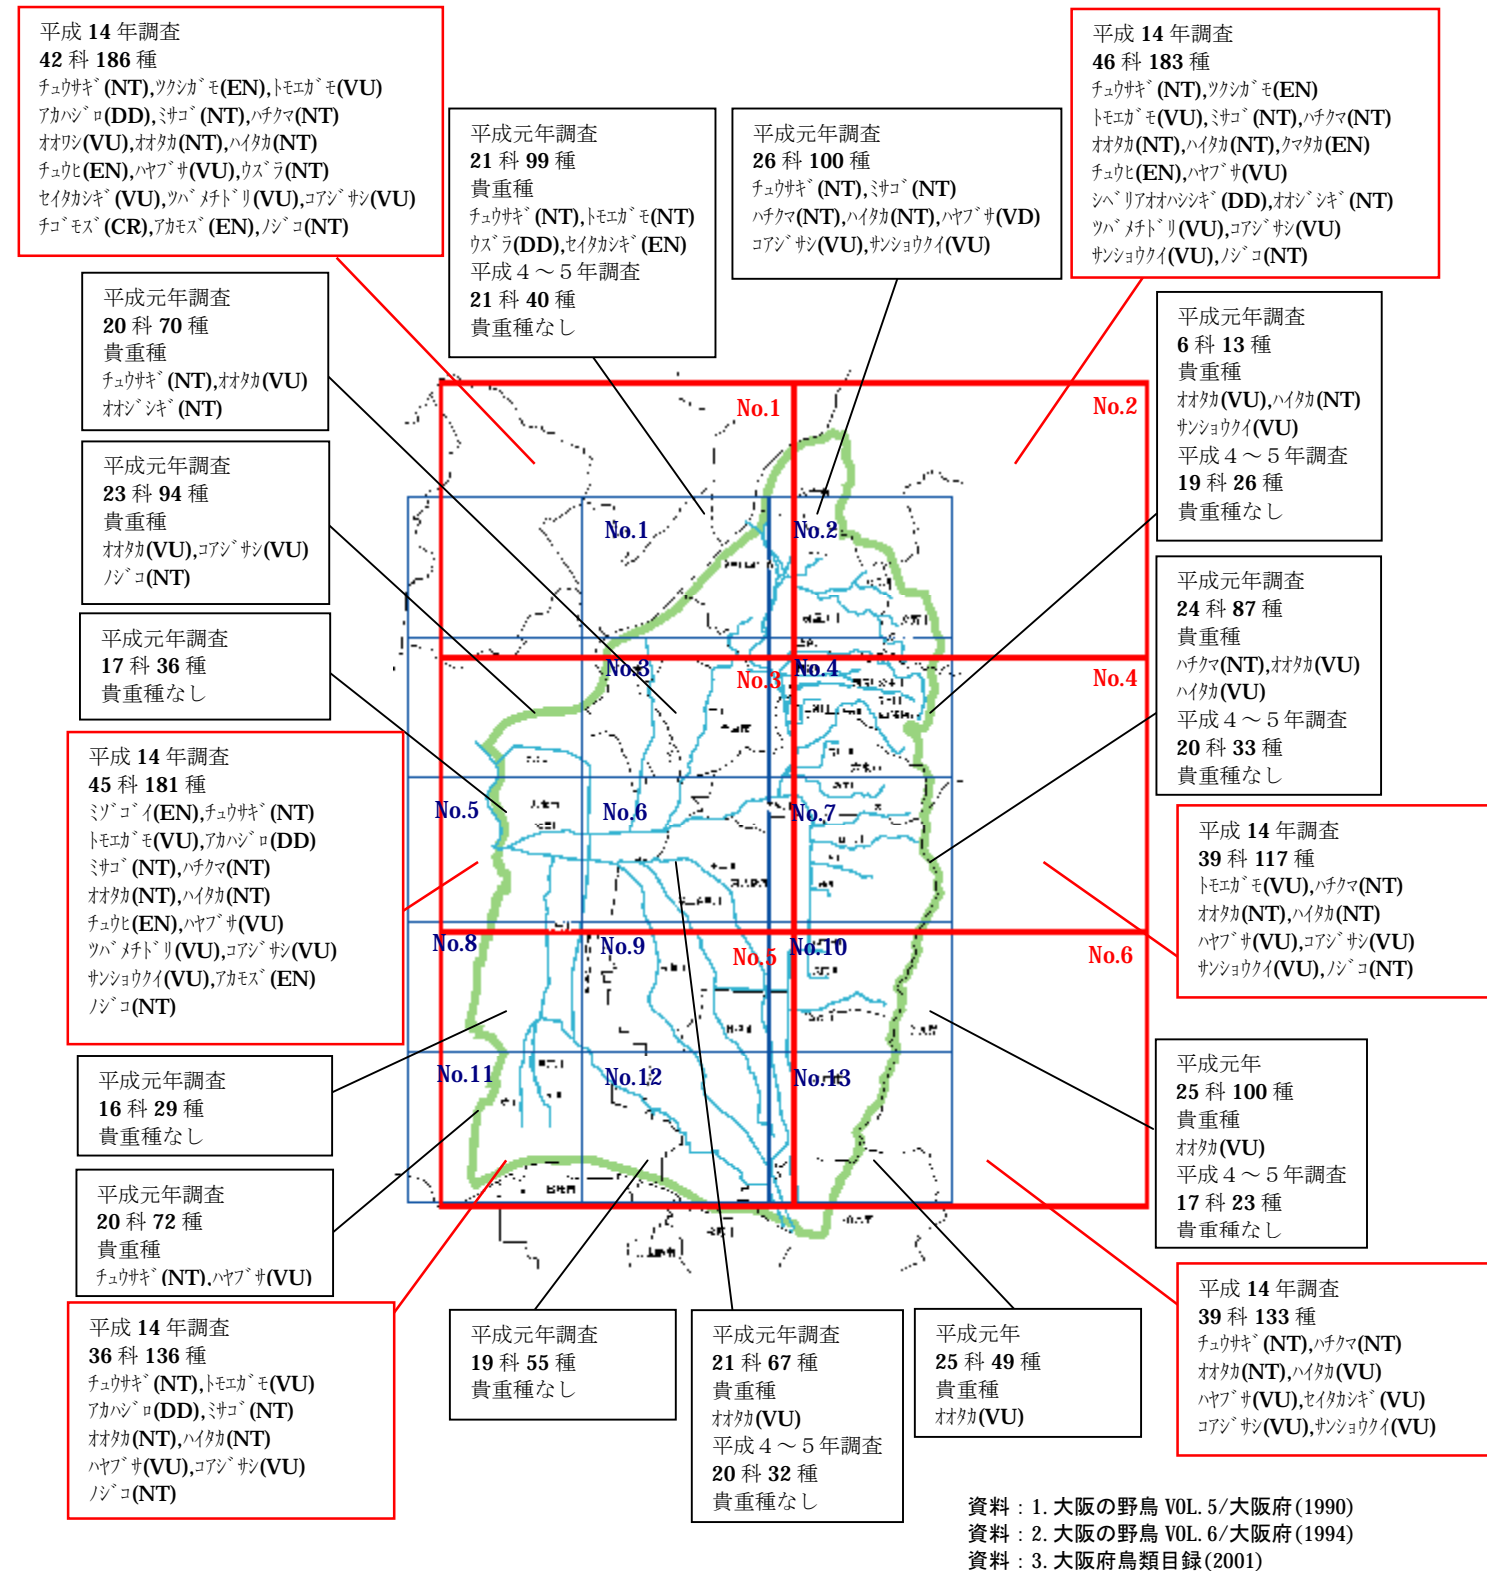 平成 14 年調査
42 科 186 種
ﾁｭｳｻｷﾞ(NT),ﾂｸｼｶﾞﾓ(EN),ﾄﾓｴｶﾞﾓ(VU)
ｱｶﾊｼﾞﾛ(DD),ﾐｻｺﾞ(NT),ﾊﾁｸﾏ(NT)
ｵｵﾜｼ(VU),ｵｵﾀｶ(NT),ﾊｲﾀｶ(NT)
ﾁｭｳﾋ(EN),ﾊﾔﾌﾞｻ(VU),ｳｽﾞﾗ(NT)
ｾｲﾀｶｼｷﾞ(VU),ﾂﾊﾞﾒﾁﾄﾞﾘ(VU),ｺｱｼﾞｻｼ(VU)
ﾁｺﾞﾓｽﾞ(CR),ｱｶﾓｽﾞ(EN),ﾉｼﾞｺ(NT)
平成元年調査
21 科 99 種
貴重種
ﾁｭｳｻｷﾞ(NT),ﾄﾓｴｶﾞﾓ(NT)
ｳｽﾞﾗ(DD),ｾｲﾀｶｼｷﾞ(EN)
平成４～５年調査
21 科 40 種
貴重種なし
平成元年調査
26 科 100 種
ﾁｭｳｻｷﾞ(NT),ﾐｻｺﾞ(NT)
ﾊﾁｸﾏ(NT),ﾊｲﾀｶ(NT),ﾊﾔﾌﾞｻ(VD)
ｺｱｼﾞｻｼ(VU),ｻﾝｼｮｳｸｲ(VU)
平成 14 年調査
46 科 183 種
ﾁｭｳｻｷﾞ(NT),ﾂｸｼｶﾞﾓ(EN)
ﾄﾓｴｶﾞﾓ(VU),ﾐｻｺﾞ(NT),ﾊﾁｸﾏ(NT)
ｵｵﾀｶ(NT),ﾊｲﾀｶ(NT),ｸﾏﾀｶ(EN)
ﾁｭｳﾋ(EN),ﾊﾔﾌﾞｻ(VU)
ｼﾍﾞﾘｱｵｵﾊｼｼｷﾞ(DD),ｵｵｼﾞｼｷﾞ(NT)
ﾂﾊﾞﾒﾁﾄﾞﾘ(VU),ｺｱｼﾞｻｼ(VU)
ｻﾝｼｮｳｸｲ(VU),ﾉｼﾞｺ(NT)
平成元年調査
20 科 70 種
貴重種
ﾁｭｳｻｷﾞ(NT),ｵｵﾀｶ(VU)
ｵｵｼﾞｼｷﾞ(NT)
平成元年調査
6 科 13 種
貴重種
ｵｵﾀｶ(VU),ﾊｲﾀｶ(NT)
ｻﾝｼｮｳｸｲ(VU)
平成４～５年調査
19 科 26 種
貴重種なし
平成元年調査
23 科 94 種
貴重種
ｵｵﾀｶ(VU),ｺｱｼﾞｻｼ(VU)
ﾉｼﾞｺ(NT)
平成元年調査
24 科 87 種
貴重種
ﾊﾁｸﾏ(NT),ｵｵﾀｶ(VU)
ﾊｲﾀｶ(VU)
平成４～５年調査
20 科 33 種
貴重種なし
平成元年調査
17 科 36 種
貴重種なし
平成 14 年調査
45 科 181 種
ﾐｿﾞｺﾞｲ(EN),ﾁｭｳｻｷﾞ(NT)
ﾄﾓｴｶﾞﾓ(VU),ｱｶﾊｼﾞﾛ(DD)
ﾐｻｺﾞ(NT),ﾊﾁｸﾏ(NT)
ｵｵﾀｶ(NT),ﾊｲﾀｶ(NT)
ﾁｭｳﾋ(EN),ﾊﾔﾌﾞｻ(VU)
ﾂﾊﾞﾒﾁﾄﾞﾘ(VU),ｺｱｼﾞｻｼ(VU)
ｻﾝｼｮｳｸｲ(VU),ｱｶﾓｽﾞ(EN)
ﾉｼﾞｺ(NT)
平成 14 年調査
39 科 117 種
ﾄﾓｴｶﾞﾓ(VU),ﾊﾁｸﾏ(NT)
ｵｵﾀｶ(NT),ﾊｲﾀｶ(NT)
ﾊﾔﾌﾞｻ(VU),ｺｱｼﾞｻｼ(VU)
ｻﾝｼｮｳｸｲ(VU),ﾉｼﾞｺ(NT)
No.1
No.2
No.1
No.2
No.3
No.3
No.4
No.4
No.5
No.6
No.7
No.8
No.9
No.5
No.10
No.6
No.11
No.12
No.13
平成元年調査
16 科 29 種
貴重種なし
平成元年
25 科 100 種
貴重種
ｵｵﾀｶ(VU)
平成４～５年調査
17 科 23 種
貴重種なし
平成元年調査
20 科 72 種
貴重種
ﾁｭｳｻｷﾞ(NT),ﾊﾔﾌﾞｻ(VU)
平成 14 年調査
36 科 136 種
ﾁｭｳｻｷﾞ(NT),ﾄﾓｴｶﾞﾓ(VU)
ｱｶﾊｼﾞﾛ(DD),ﾐｻｺﾞ(NT)
ｵｵﾀｶ(NT),ﾊｲﾀｶ(NT)
ﾊﾔﾌﾞｻ(VU),ｺｱｼﾞｻｼ(VU)
ﾉｼﾞｺ(NT)
平成元年調査
19 科 55 種
貴重種なし
平成元年調査
21 科 67 種
貴重種
ｵｵﾀｶ(VU)
平成４～５年調査
20 科 32 種
貴重種なし
平成元年
25 科 49 種
貴重種
ｵｵﾀｶ(VU)
平成 14 年調査
39 科 133 種
ﾁｭｳｻｷﾞ(NT),ﾊﾁｸﾏ(NT)
ｵｵﾀｶ(NT),ﾊｲﾀｶ(VU)
ﾊﾔﾌﾞｻ(VU),ｾｲﾀｶｼｷﾞ(VU)
ｺｱｼﾞｻｼ(VU),ｻﾝｼｮｳｸｲ(VU)
資料：1.大阪の野鳥 VOL.5/大阪府(1990)
資料：2.大阪の野鳥 VOL.6/大阪府(1994)
資料：3.大阪府鳥類目録(2001)